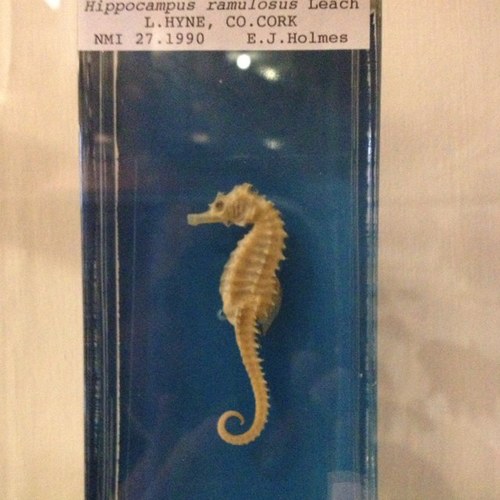 Hippocampus ramulosus Leach
L.HYNE, CO.CORK
NMI 27.1990 E.J.Holmes